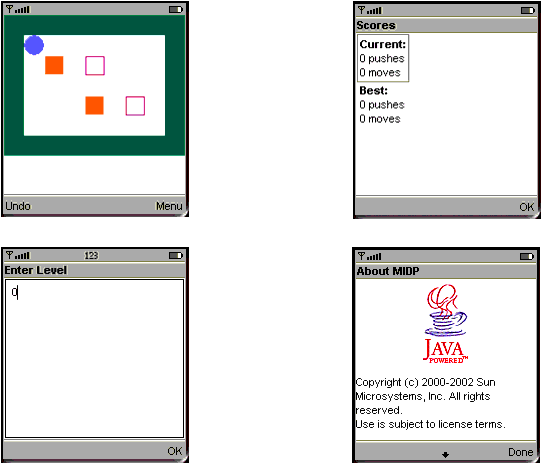 Undo Menu
Scores
Current:
0 pushes
0 moves
Best:
0 pushes
0 moves
OK
123
Enter Level
0
OK
About MIDP
JAVA
POWERED™
Copyright (c) 2000-2002 Sun
Microsystems, Inc. All rights
reserved.
Use is subject to license terms.
Done